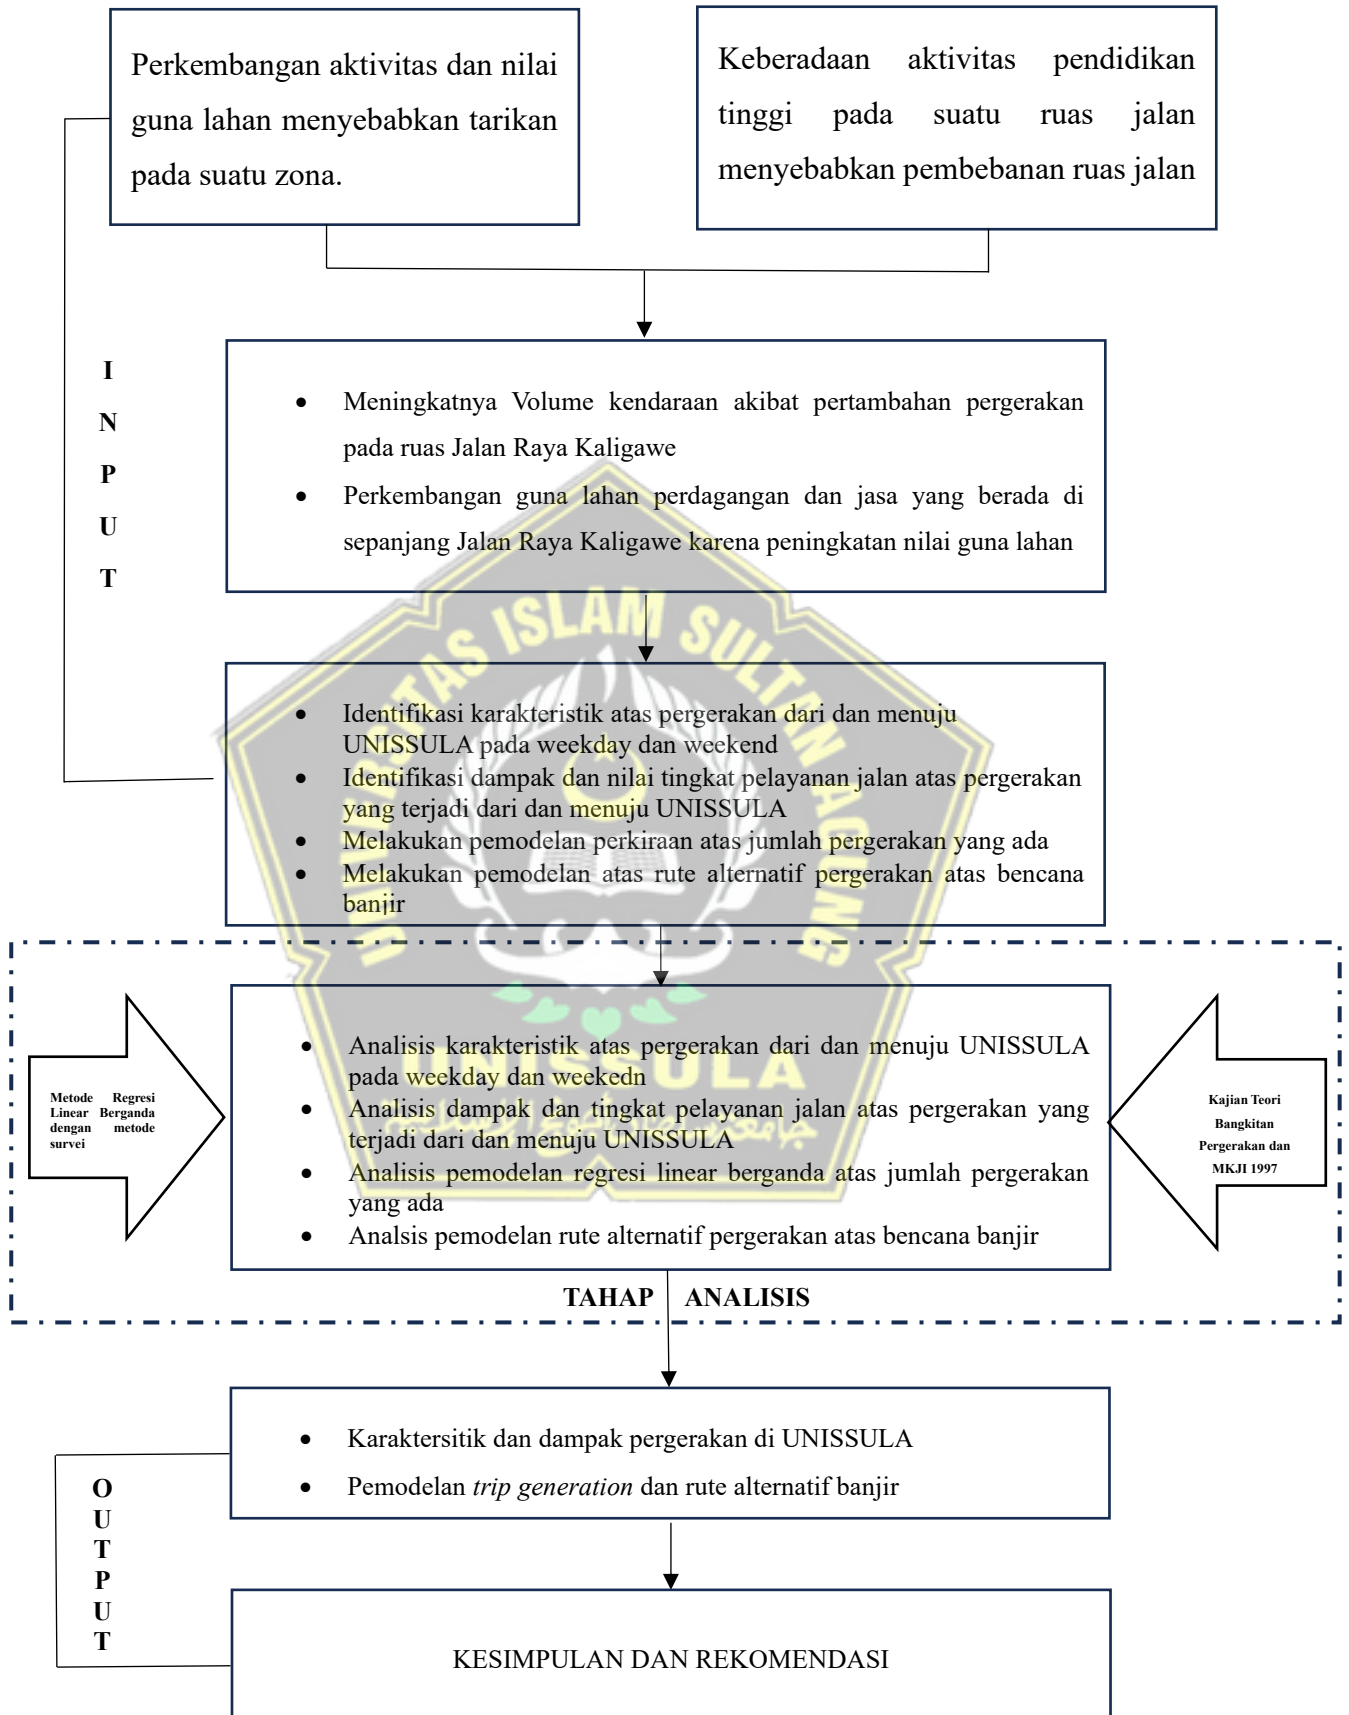 Perkembangan aktivitas dan nilai
guna lahan menyebabkan tarikan
pada suatu zona.
Keberadaan aktivitas pendidikan
tinggi pada suatu ruas jalan
menyebabkan pembebanan ruas jalan
I
N
P
U
T
• Meningkatnya Volume kendaraan akibat pertambahan pergerakan
pada ruas Jalan Raya Kaligawe
• Perkembangan guna lahan perdagangan dan jasa yang berada di
sepanjang Jalan Raya Kaligawe karena peningkatan nilai guna lahan
• Identifikasi karakteristik atas pergerakan dari dan menuju
UNISSULA pada weekday dan weekend
• Identifikasi dampak dan nilai tingkat pelayanan jalan atas pergerakan
yang terjadi dari dan menuju UNISSULA
• Melakukan pemodelan perkiraan atas jumlah pergerakan yang ada
• Melakukan pemodelan atas rute alternatif pergerakan atas bencana
banjir
Metode Regresi
Linear Berganda
dengan metode
survei
• Analisis karakteristik atas pergerakan dari dan menuju UNISSULA
pada weekday dan weekedn
• Analisis dampak dan tingkat pelayanan jalan atas pergerakan yang
terjadi dari dan menuju UNISSULA
• Analisis pemodelan regresi linear berganda atas jumlah pergerakan
yang ada
• Analsis pemodelan rute alternatif pergerakan atas bencana banjir
Kajian Teori
Bangkitan
Pergerakan dan
MKJI 1997
TAHAP ANALISIS
• Karaktersitik dan dampak pergerakan di UNISSULA
• Pemodelan trip generation dan rute alternatif banjir
O
U
T
P
U
T
KESIMPULAN DAN REKOMENDASI
UNIVERSITAS ISLAM SULTAN AGUNG
UNISSULA